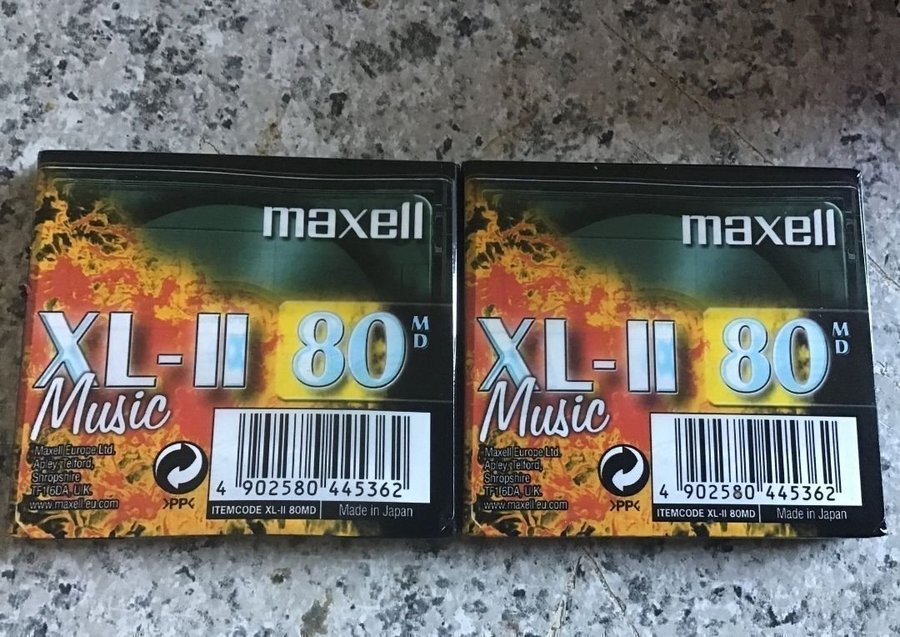 maxell
XL-II 80 MD
Music
Maxell Europe Ltd.
Apley, Telford,
Shropshire
TF1 6DA, U.K.
www.maxell.eu.com
>PP<
4 902580 445362
ITEMCODE XL-II 80MD Made in Japan
maxell
XL-II 80 MD
Music
Maxell Europe Ltd.
Apley, Telford,
Shropshire
TF1 6DA, U.K.
www.maxell.eu.com
>PP<
4 902580 445362
ITEMCODE XL-II 80MD Made in Japan